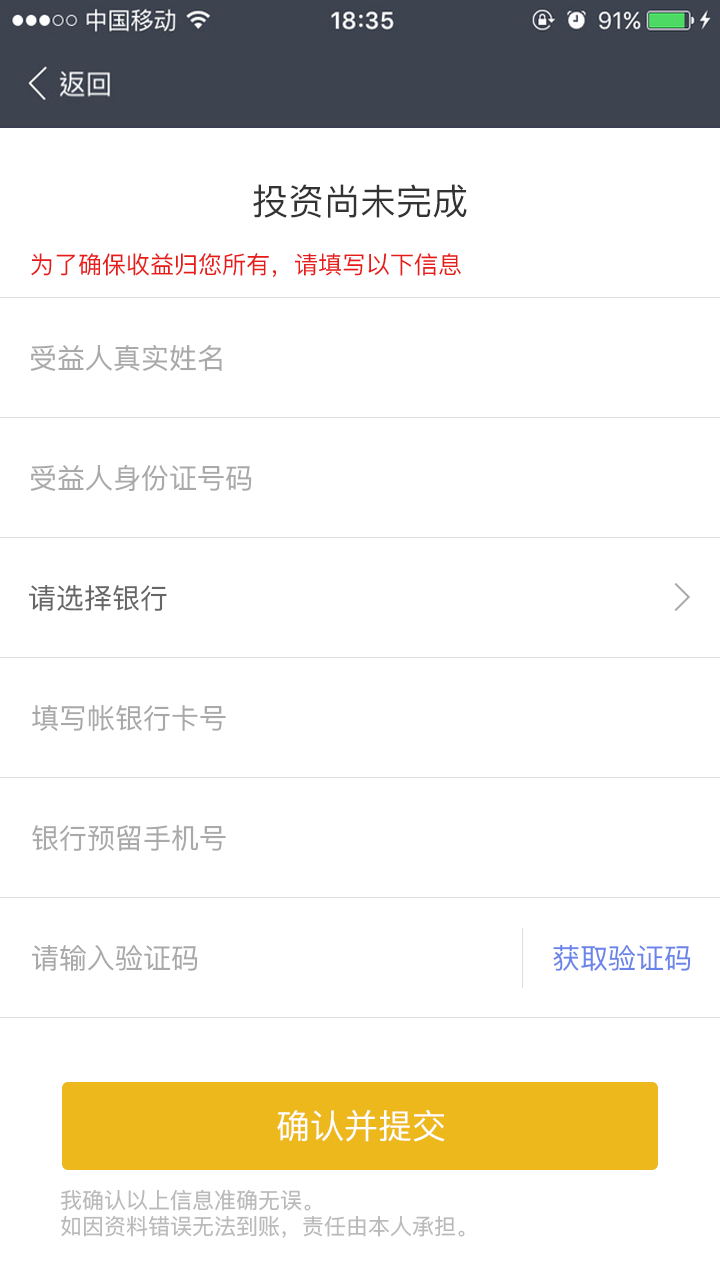 中国移动 18:35 91%
返回
投资尚未完成
为了确保收益归您所有，请填写以下信息
受益人真实姓名
受益人身份证号码
请选择银行
填写帐银行卡号
银行预留手机号
请输入验证码 获取验证码
确认并提交
我确认以上信息准确无误。
如因资料错误无法到账，责任由本人承担。